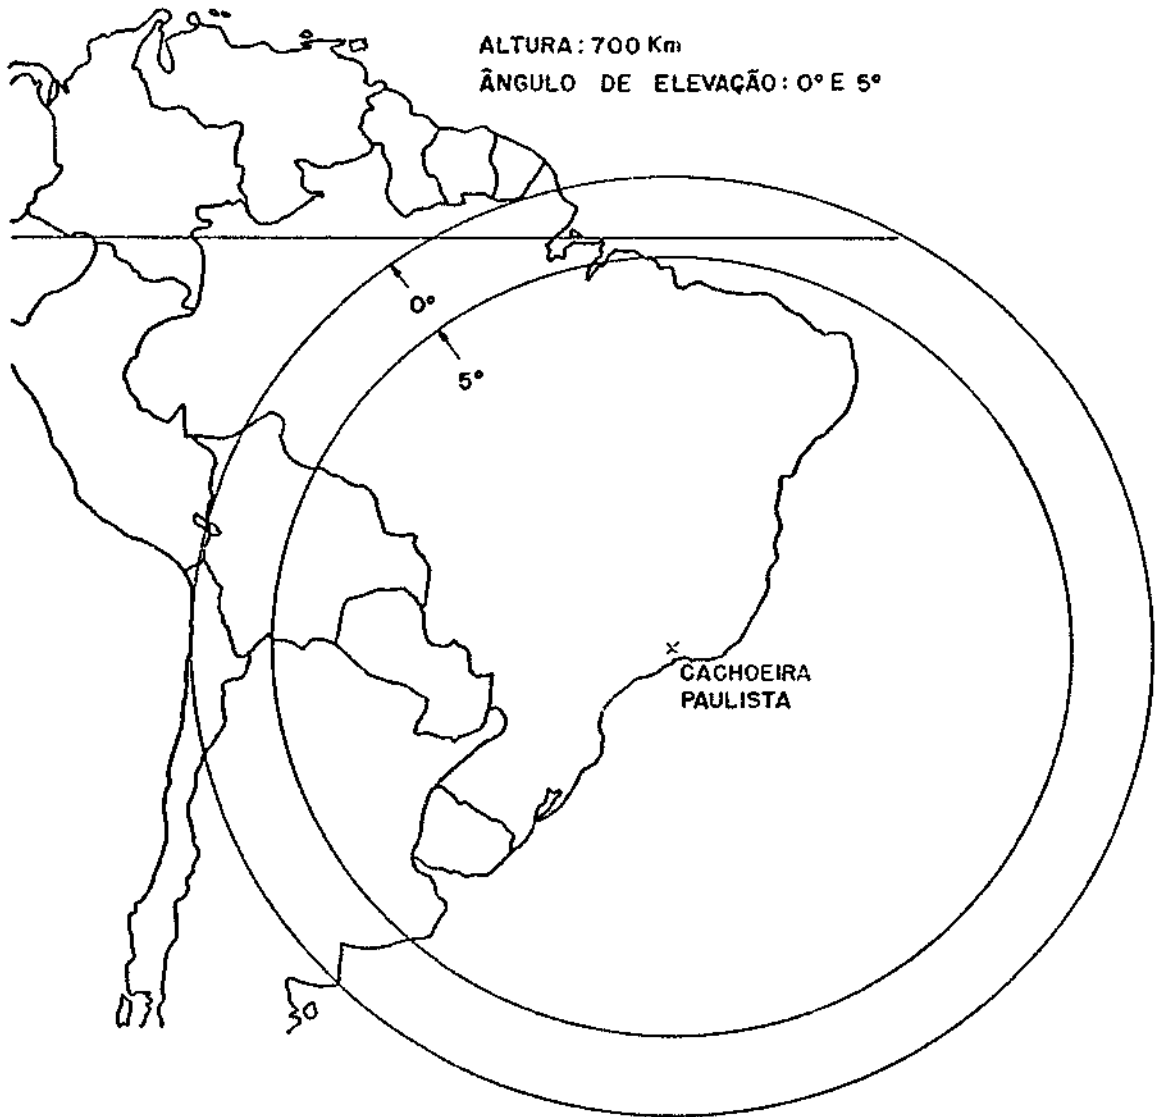 ALTURA: 700 Km
ÂNGULO DE ELEVAÇÃO: 0° E 5°
0°
5°
CACHOEIRA
PAULISTA